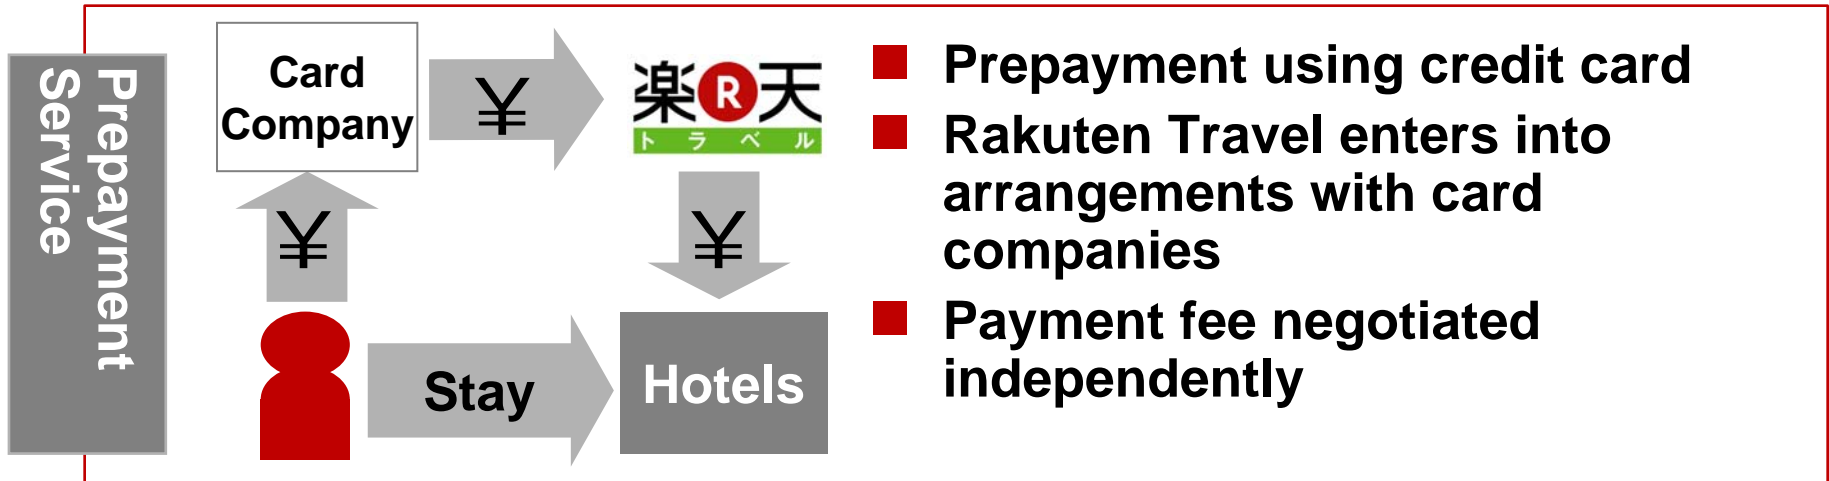 Prepayment
Service
Card
Company
¥
楽R天
トラベル
¥
¥
Stay
Hotels
■ Prepayment using credit card
■ Rakuten Travel enters into
arrangements with card
companies
■ Payment fee negotiated
independently